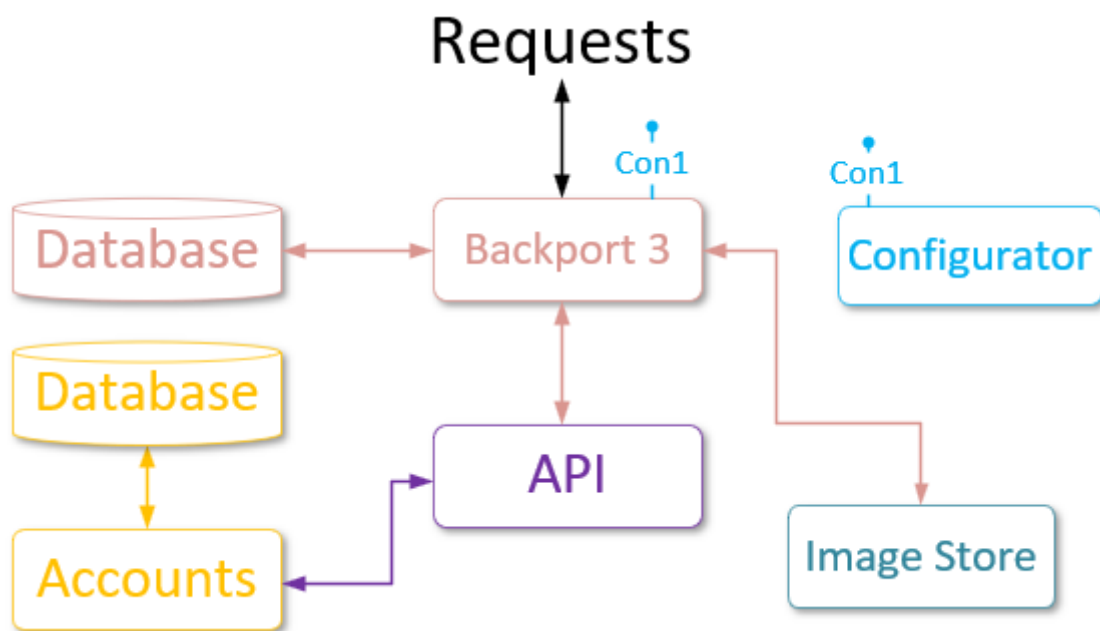 Requests
Con1
Con1
Database
Backport 3
Configurator
Database
API
Accounts
Image Store